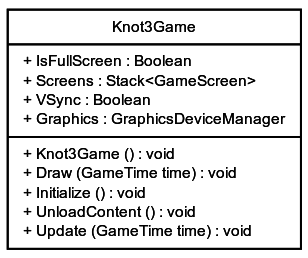 Knot3Game
+ IsFullScreen : Boolean
+ Screens : Stack<GameScreen>
+ VSync : Boolean
+ Graphics : GraphicsDeviceManager
+ Knot3Game () : void
+ Draw (GameTime time) : void
+ Initialize () : void
+ UnloadContent () : void
+ Update (GameTime time) : void